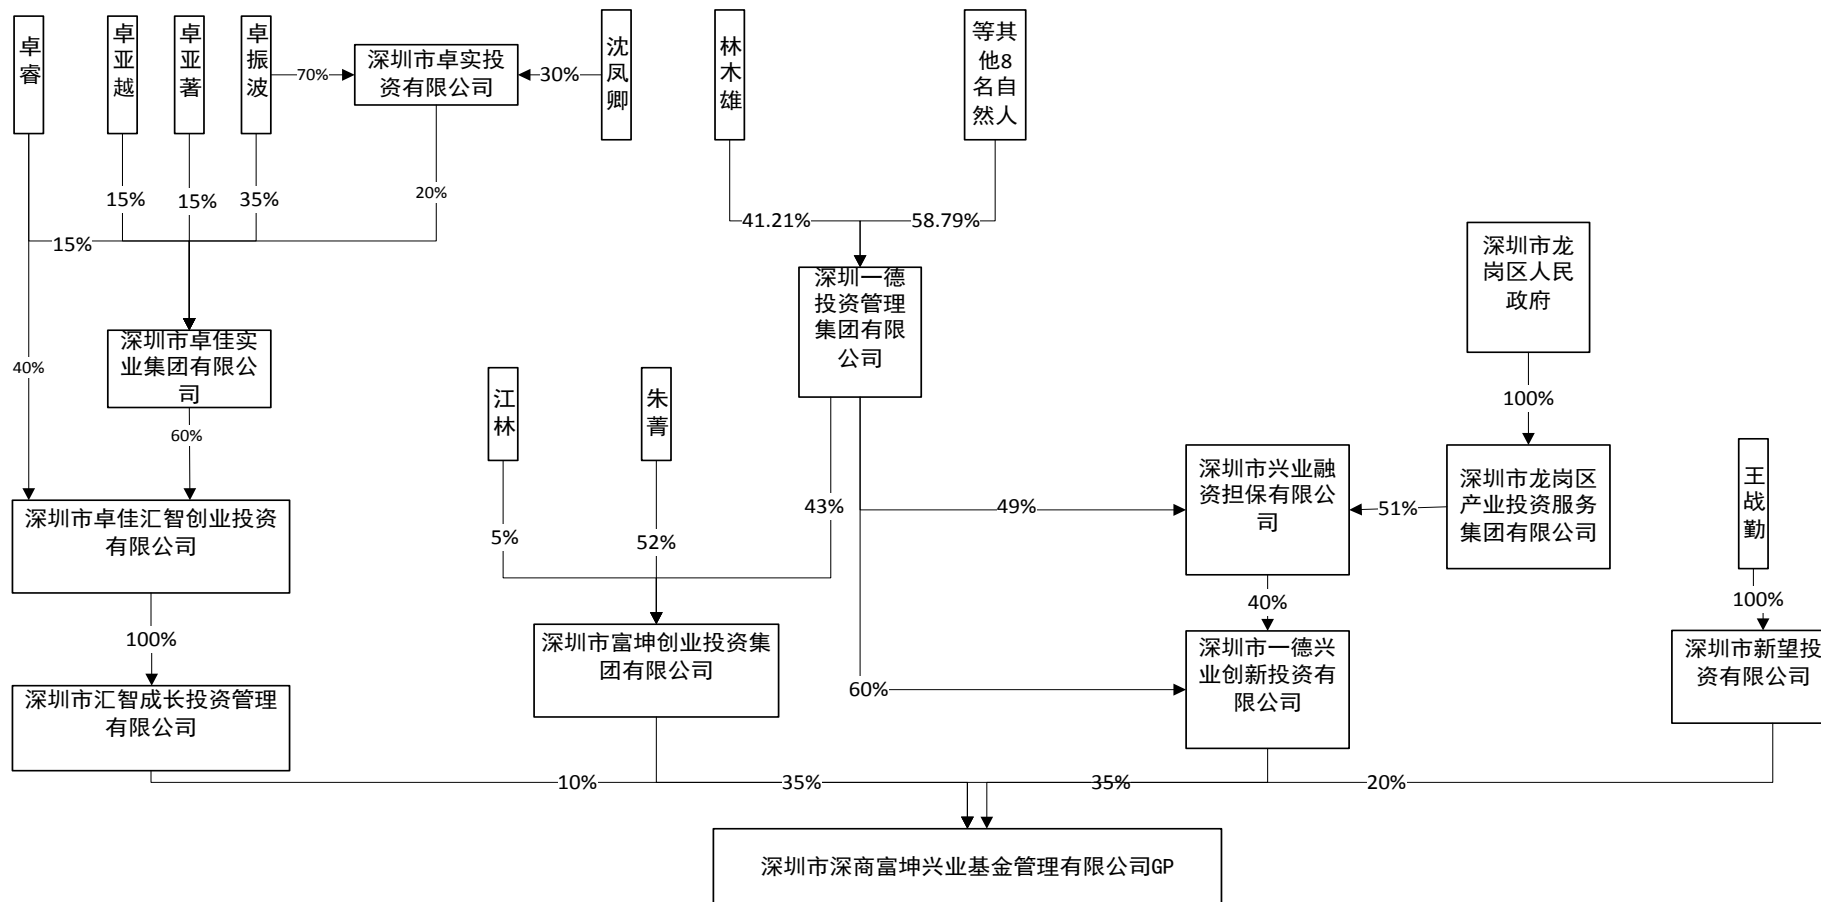 卓睿
卓亚越
卓亚著
卓振波
70%
深圳市卓实投
资有限公司
30%
沈凤卿
林木雄
等其
他8
名自
然人
15%
15%
35%
20%
15%
41.21%
58.79%
深圳市龙
岗区人民
政府
深圳一德
投资管理
集团有限
公司
深圳市卓佳实
业集团有限公
司
40%
60%
江林
朱菁
100%
深圳市兴业融
资担保有限公
司
51%
深圳市龙岗区
产业投资服务
集团有限公司
王战勤
深圳市卓佳汇智创业投资
有限公司
5%
52%
43%
49%
100%
40%
100%
深圳市富坤创业投资集
团有限公司
深圳市一德兴
业创新投资有
限公司
深圳市新望投
资有限公司
60%
深圳市汇智成长投资管理
有限公司
10%
35%
35%
20%
深圳市深商富坤兴业基金管理有限公司GP